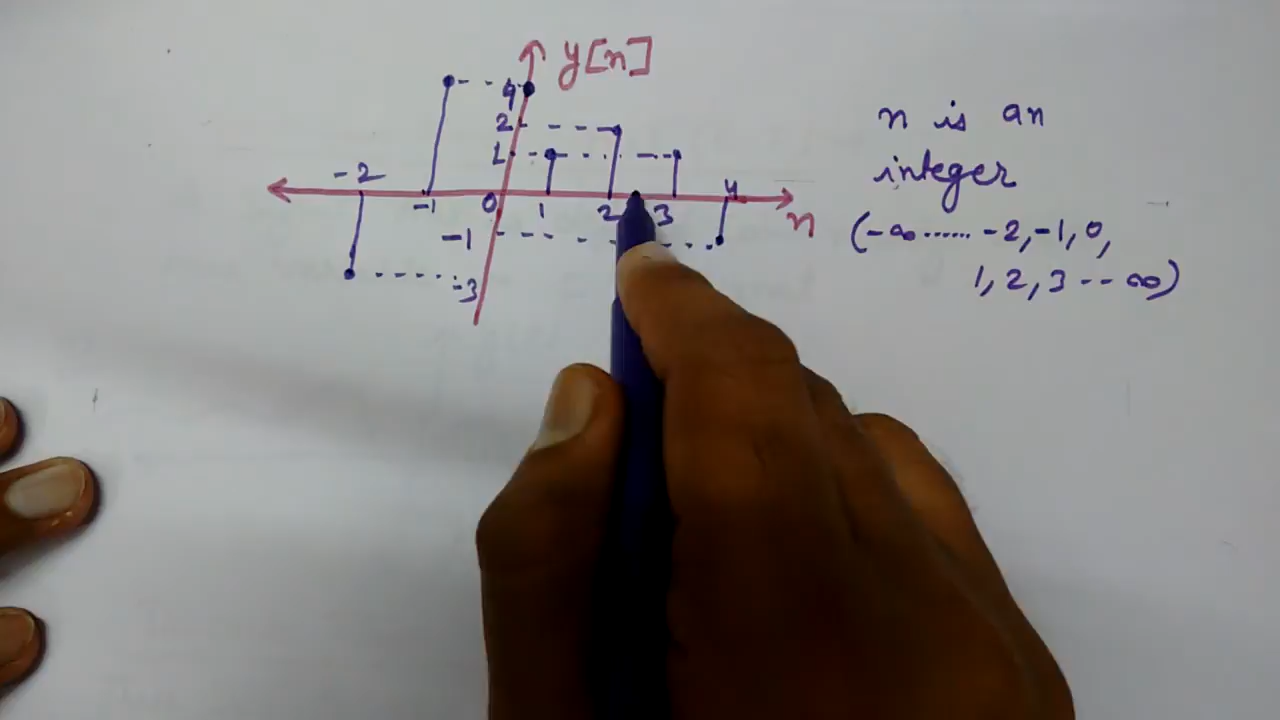 y[n]
4
2
-2
1
4
-1 0 1 2 3
n
-1
-3
n is an
integer
(-∞ ...... -2, -1, 0,
1, 2, 3 -- ∞)